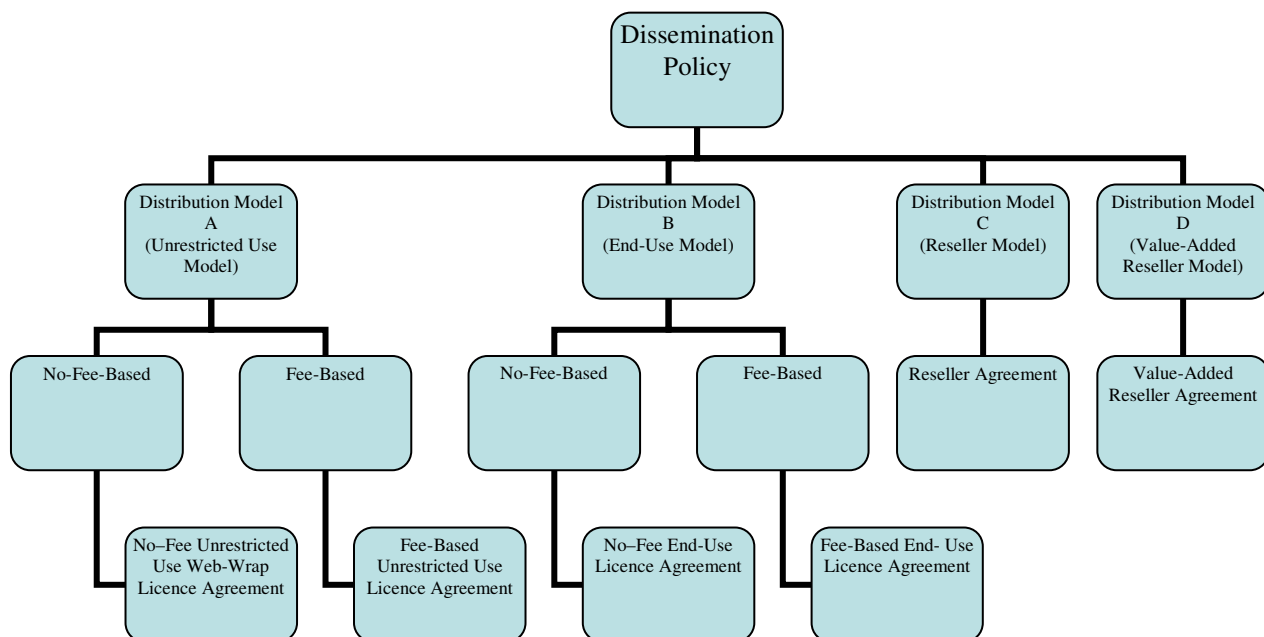 Dissemination
Policy
Distribution Model
A
(Unrestricted Use
Model)
Distribution Model
B
(End-Use Model)
Distribution Model
C
(Reseller Model)
Distribution Model
D
(Value-Added
Reseller Model)
No-Fee-Based
Fee-Based
No-Fee-Based
Fee-Based
Reseller Agreement
Value-Added
Reseller Agreement
No–Fee Unrestricted
Use Web-Wrap
Licence Agreement
Fee-Based
Unrestricted Use
Licence Agreement
No–Fee End-Use
Licence Agreement
Fee-Based End- Use
Licence Agreement